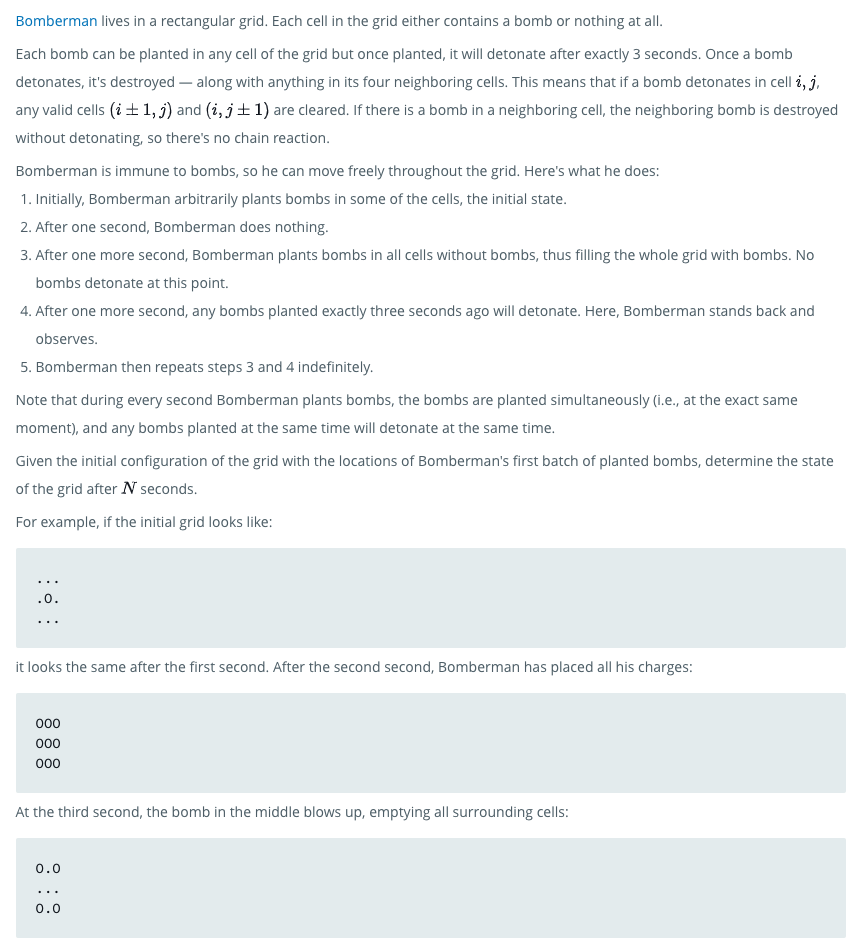 Bomberman lives in a rectangular grid. Each cell in the grid either contains a bomb or nothing at all.
Each bomb can be planted in any cell of the grid but once planted, it will detonate after exactly 3 seconds. Once a bomb
detonates, it's destroyed — along with anything in its four neighboring cells. This means that if a bomb detonates in cell i, j,
any valid cells (i ± 1, j) and (i, j ± 1) are cleared. If there is a bomb in a neighboring cell, the neighboring bomb is destroyed
without detonating, so there's no chain reaction.
Bomberman is immune to bombs, so he can move freely throughout the grid. Here's what he does:
1. Initially, Bomberman arbitrarily plants bombs in some of the cells, the initial state.
2. After one second, Bomberman does nothing.
3. After one more second, Bomberman plants bombs in all cells without bombs, thus filling the whole grid with bombs. No
bombs detonate at this point.
4. After one more second, any bombs planted exactly three seconds ago will detonate. Here, Bomberman stands back and
observes.
5. Bomberman then repeats steps 3 and 4 indefinitely.
Note that during every second Bomberman plants bombs, the bombs are planted simultaneously (i.e., at the exact same
moment), and any bombs planted at the same time will detonate at the same time.
Given the initial configuration of the grid with the locations of Bomberman's first batch of planted bombs, determine the state
of the grid after N seconds.
For example, if the initial grid looks like:
...
.O.
...
it looks the same after the first second. After the second second, Bomberman has placed all his charges:
OOO
OOO
OOO
At the third second, the bomb in the middle blows up, emptying all surrounding cells:
O.O
...
O.O